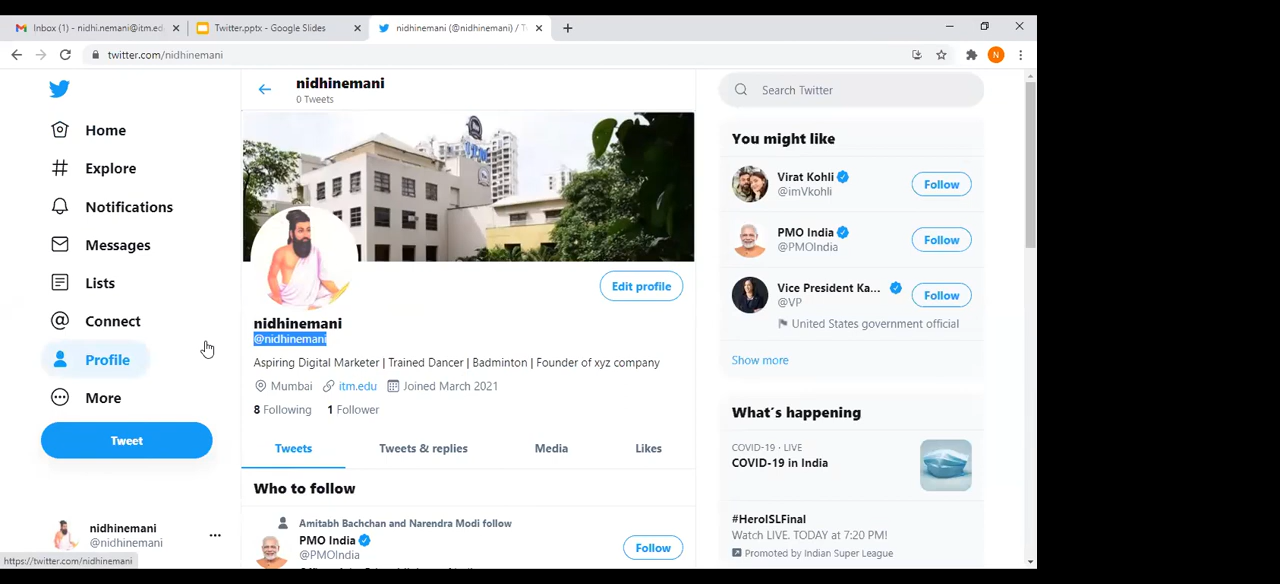 Inbox (1) - nidhi.nemani@itm.ed
Twitter.pptx - Google Slides
nidhinemani (@nidhinemani) / T
twitter.com/nidhinemani
N
nidhinemani
0 Tweets
Home
Explore
Notifications
Messages
Lists
Connect
Profile
More
Tweet
nidhinemani
@nidhinemani
https://twitter.com/nidhinemani
Edit profile
nidhinemani
@nidhinemani
Aspiring Digital Marketer | Trained Dancer | Badminton | Founder of xyz company
Mumbai itm.edu Joined March 2021
8 Following 1 Follower
Tweets Tweets & replies Media Likes
Who to follow
Amitabh Bachchan and Narendra Modi follow
PMO India
@PMOIndia
Follow
Search Twitter
You might like
Virat Kohli
@imVkohli
Follow
PMO India
@PMOIndia
Follow
Vice President Ka...
@VP
Follow
United States government official
Show more
What's happening
COVID-19 · LIVE
COVID-19 in India
#HeroISLFinal
Watch LIVE. TODAY at 7:20 PM!
Promoted by Indian Super League